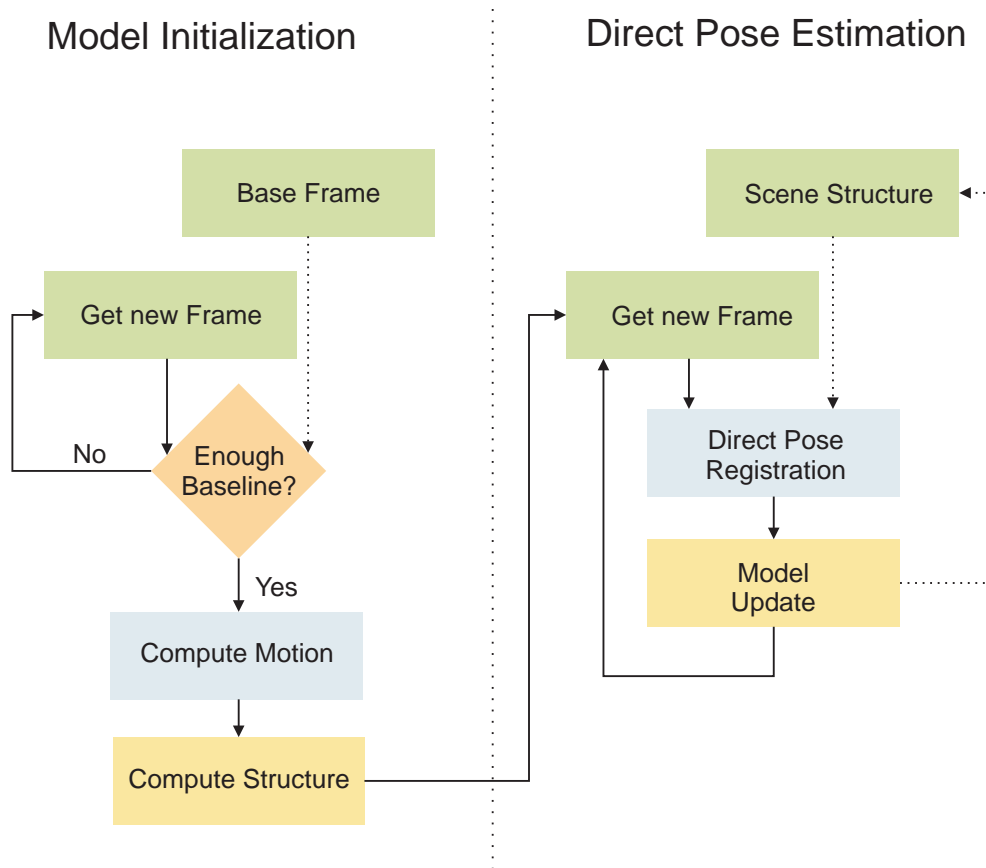 Model Initialization
Base Frame
Get new Frame
No
Enough
Baseline?
Yes
Compute Motion
Compute Structure
Direct Pose Estimation
Scene Structure
Get new Frame
Direct Pose
Registration
Model
Update